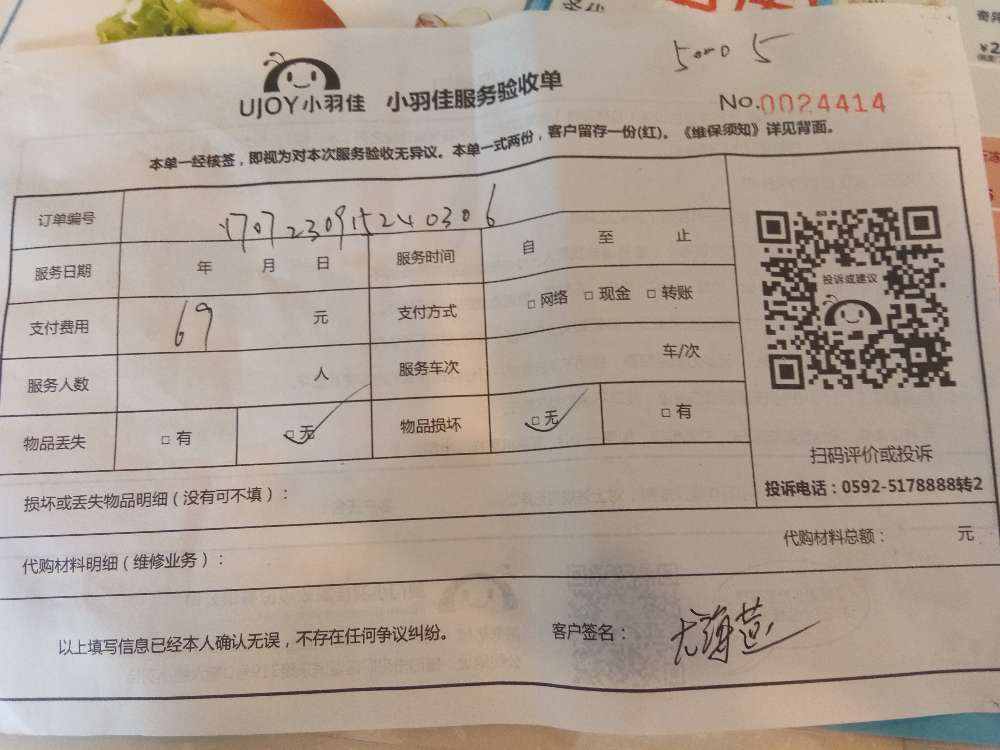 UJOY小羽佳 小羽佳服务验收单
No.0024414
本单一经核签，即视为对本次服务验收无异议。本单一式两份，客户留存一份(红)。《维保须知》详见背面。
订单编号 17072230915240306
服务日期 年 月 日 服务时间 自 至 止
支付费用 69 元 支付方式 □ 网络 □ 现金 □ 转账
服务人数 人 服务车次 车/次
物品丢失 □ 有 □ 无 物品损坏 □ 无 □ 有
投诉或建议
扫码评价或投诉
投诉电话：0592-5178888转2
损坏或丢失物品明细（没有可不填）：
代购材料明细（维修业务）： 代购材料总额： 元
以上填写信息已经本人确认无误，不存在任何争议纠纷。 客户签名：